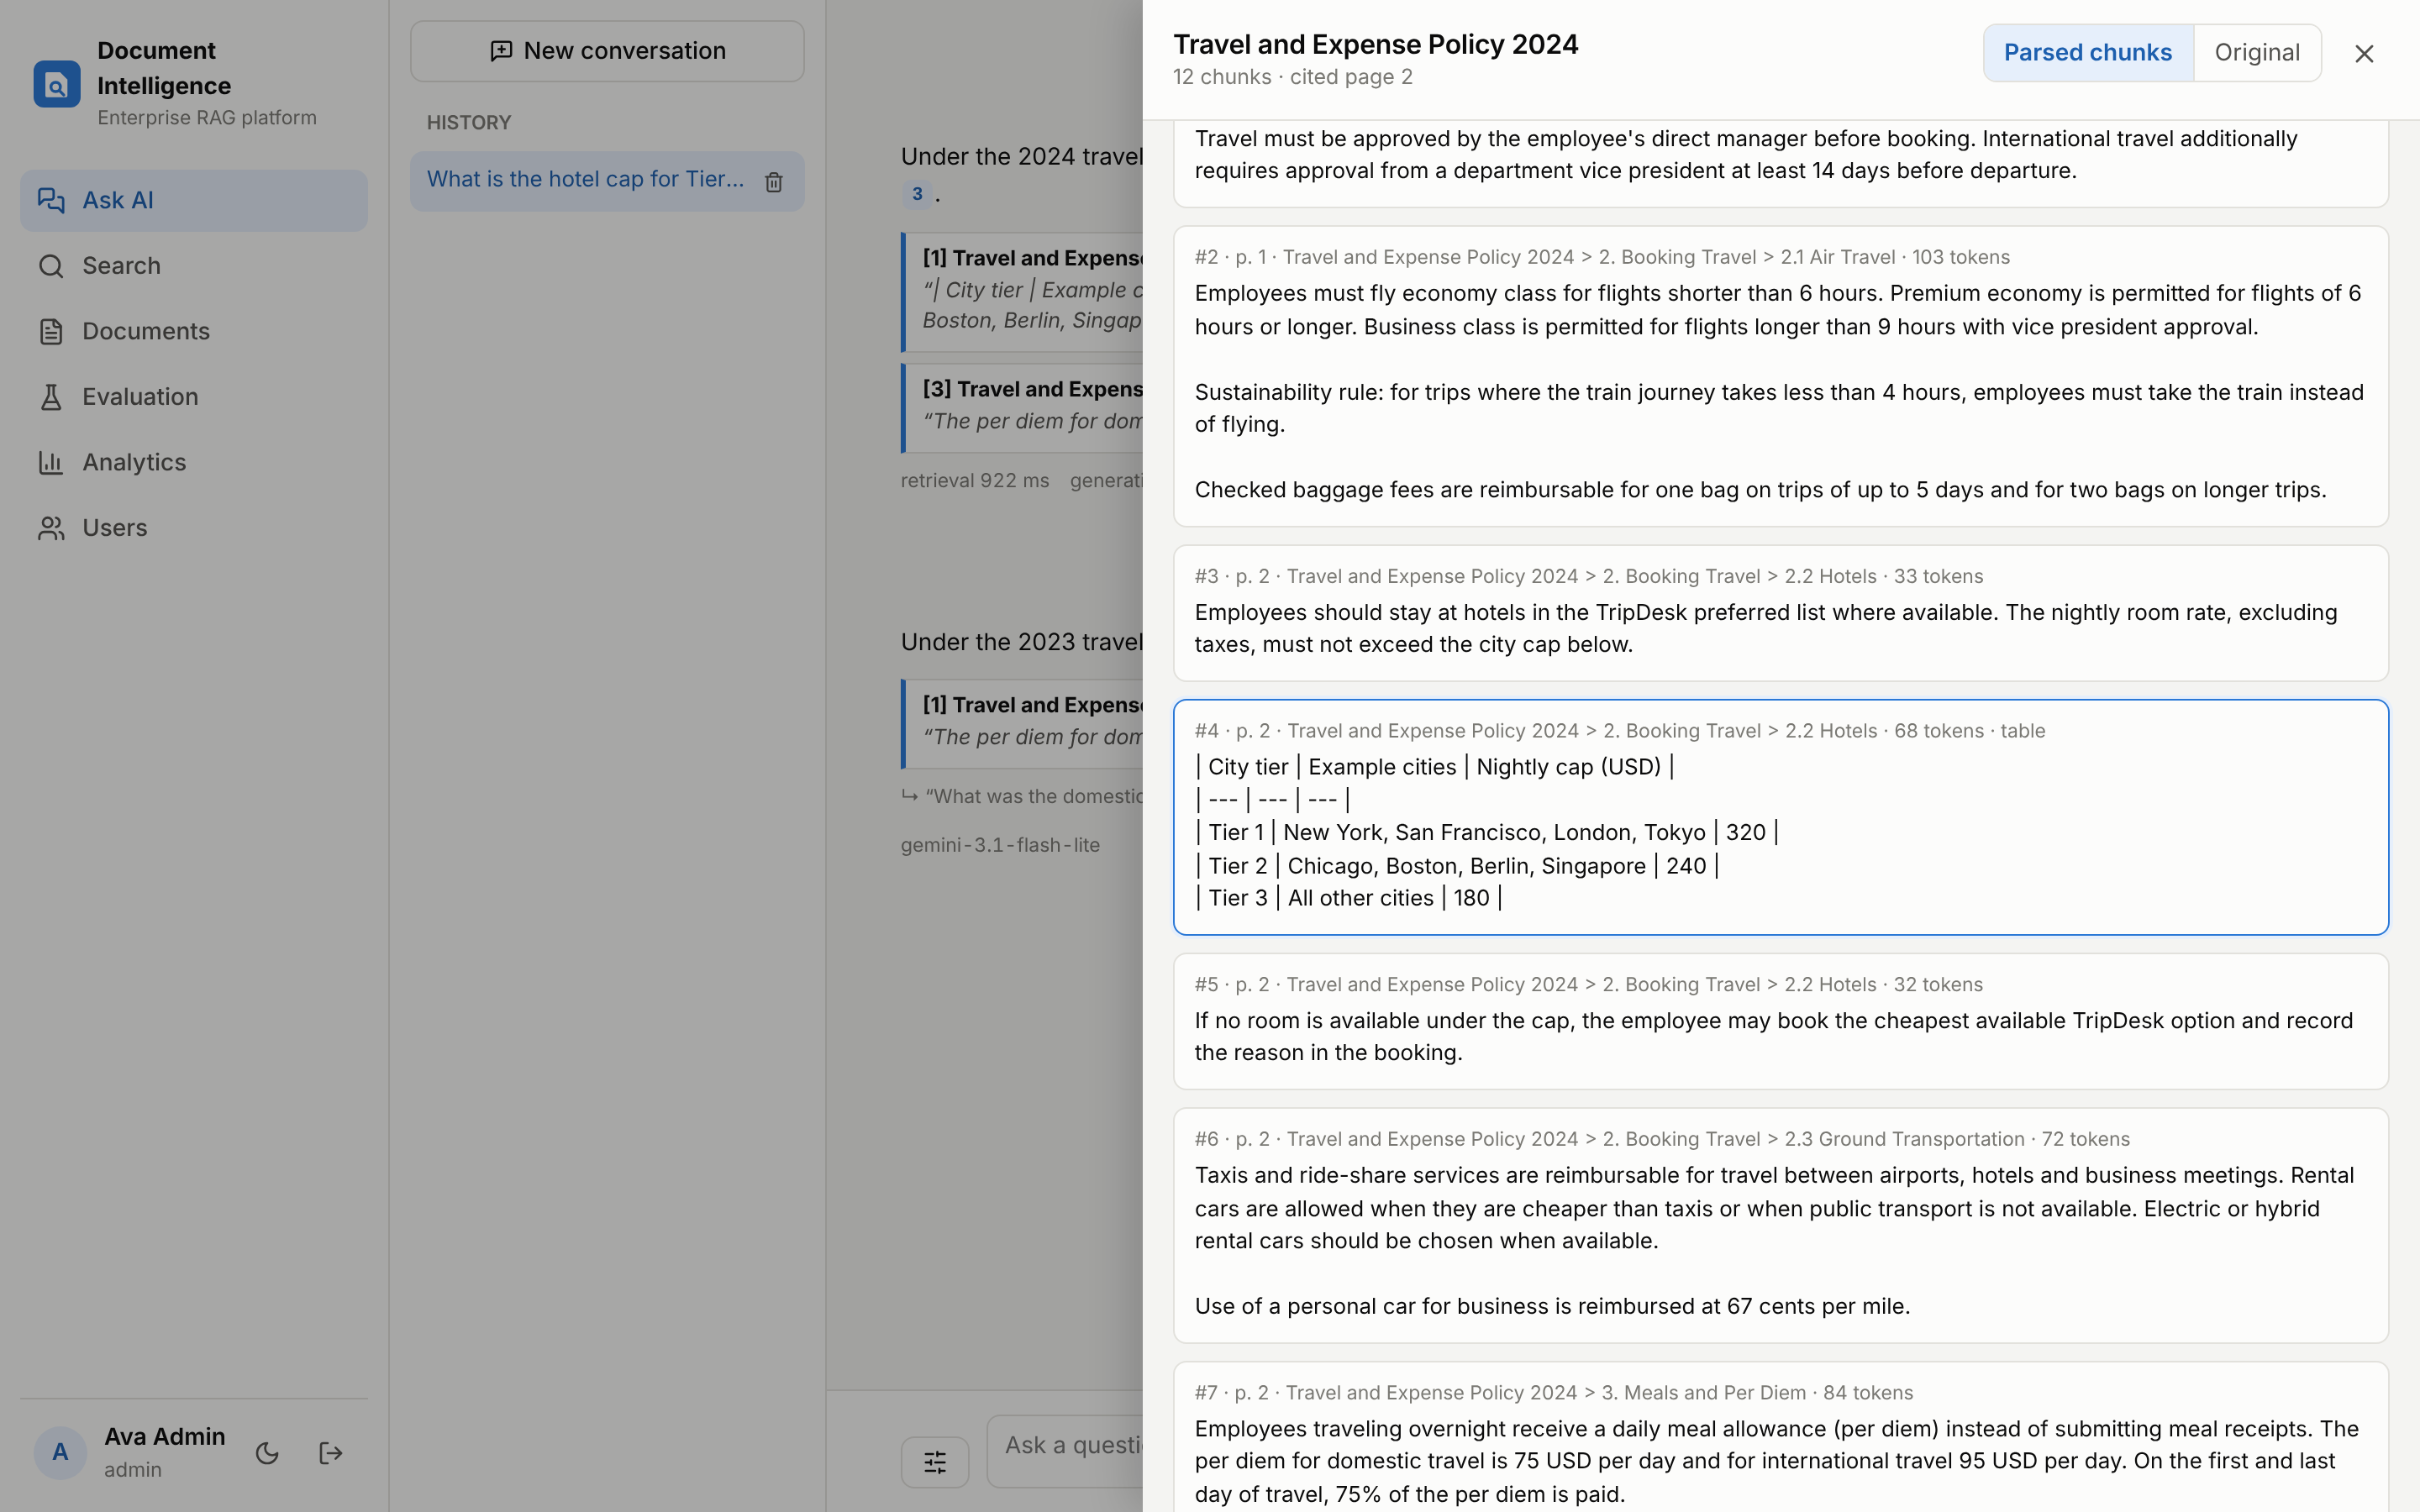 Document
Intelligence
Enterprise RAG platform
Ask AI
Search
Documents
Evaluation
Analytics
Users
Ava Admin
admin
A
New conversation
HISTORY
What is the hotel cap for Tier...
Under the 2024 travel
3 .
[1] Travel and Expens
“| City tier | Example c
Boston, Berlin, Singap
[3] Travel and Expens
“The per diem for dom
retrieval 922 ms generati
Under the 2023 travel
[1] Travel and Expens
“The per diem for dom
“What was the domestic
gemini-3.1-flash-lite
Ask a questi
Travel and Expense Policy 2024
12 chunks · cited page 2
Parsed chunks
Original
Travel must be approved by the employee's direct manager before booking. International travel additionally
requires approval from a department vice president at least 14 days before departure.
#2 · p. 1 · Travel and Expense Policy 2024 > 2. Booking Travel > 2.1 Air Travel · 103 tokens
Employees must fly economy class for flights shorter than 6 hours. Premium economy is permitted for flights of 6
hours or longer. Business class is permitted for flights longer than 9 hours with vice president approval.
Sustainability rule: for trips where the train journey takes less than 4 hours, employees must take the train instead
of flying.
Checked baggage fees are reimbursable for one bag on trips of up to 5 days and for two bags on longer trips.
#3 · p. 2 · Travel and Expense Policy 2024 > 2. Booking Travel > 2.2 Hotels · 33 tokens
Employees should stay at hotels in the TripDesk preferred list where available. The nightly room rate, excluding
taxes, must not exceed the city cap below.
#4 · p. 2 · Travel and Expense Policy 2024 > 2. Booking Travel > 2.2 Hotels · 68 tokens · table
| City tier | Example cities | Nightly cap (USD) |
| --- | --- | --- |
| Tier 1 | New York, San Francisco, London, Tokyo | 320 |
| Tier 2 | Chicago, Boston, Berlin, Singapore | 240 |
| Tier 3 | All other cities | 180 |
#5 · p. 2 · Travel and Expense Policy 2024 > 2. Booking Travel > 2.2 Hotels · 32 tokens
If no room is available under the cap, the employee may book the cheapest available TripDesk option and record
the reason in the booking.
#6 · p. 2 · Travel and Expense Policy 2024 > 2. Booking Travel > 2.3 Ground Transportation · 72 tokens
Taxis and ride-share services are reimbursable for travel between airports, hotels and business meetings. Rental
cars are allowed when they are cheaper than taxis or when public transport is not available. Electric or hybrid
rental cars should be chosen when available.
Use of a personal car for business is reimbursed at 67 cents per mile.
#7 · p. 2 · Travel and Expense Policy 2024 > 3. Meals and Per Diem · 84 tokens
Employees traveling overnight receive a daily meal allowance (per diem) instead of submitting meal receipts. The
per diem for domestic travel is 75 USD per day and for international travel 95 USD per day. On the first and last
day of travel, 75% of the per diem is paid.